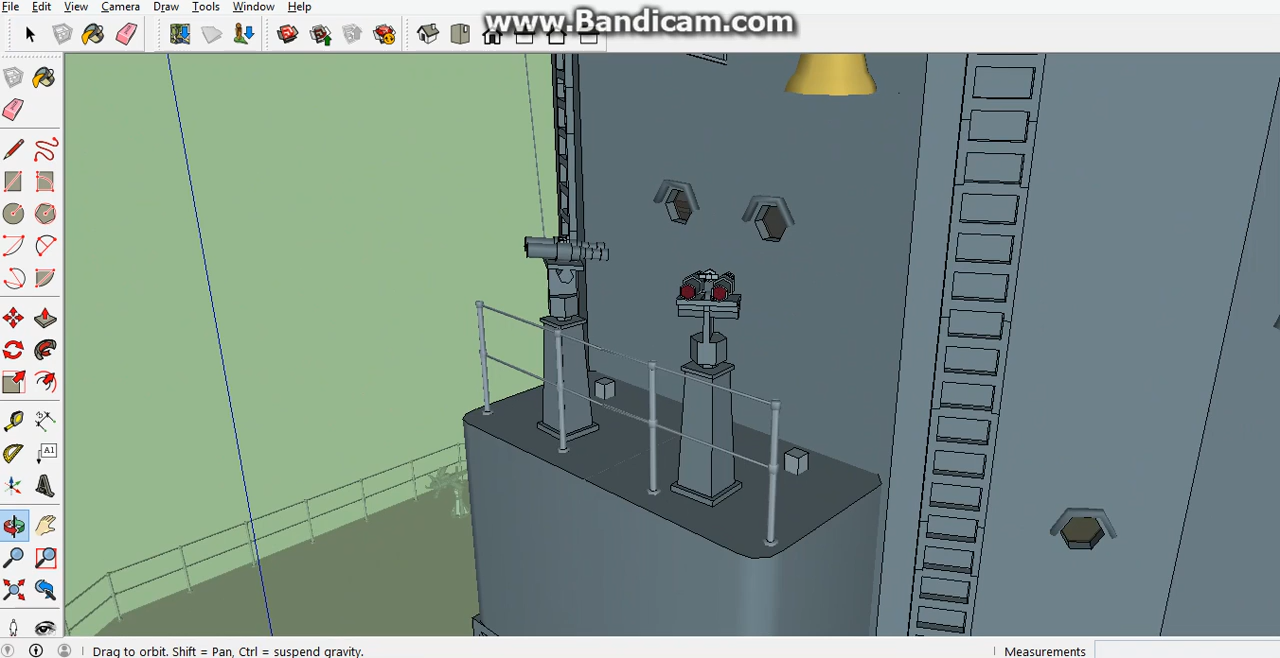 File Edit View Camera Draw Tools Window Help
www.Bandicam.com
A1
Drag to orbit. Shift = Pan, Ctrl = suspend gravity.
Measurements